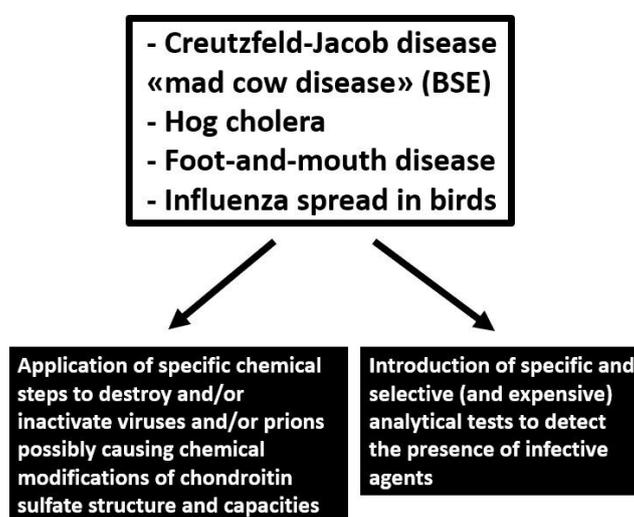 - Creutzfeld-Jacob disease
«mad cow disease» (BSE)
- Hog cholera
- Foot-and-mouth disease
- Influenza spread in birds
Application of specific chemical
steps to destroy and/or
inactivate viruses and/or prions
possibly causing chemical
modifications of chondroitin
sulfate structure and capacities
Introduction of specific and
selective (and expensive)
analytical tests to detect
the presence of infective
agents